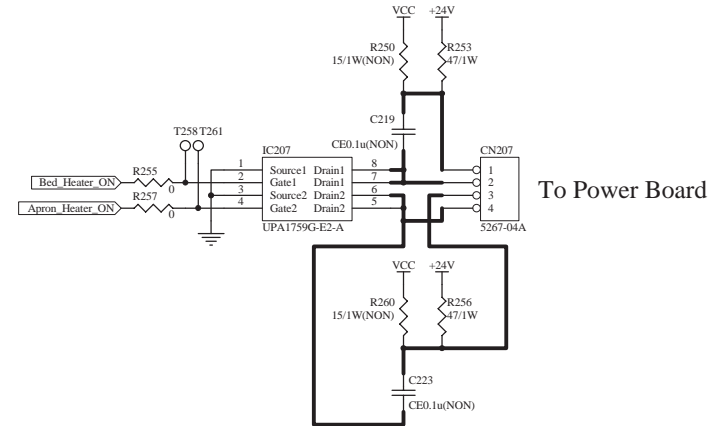 VCC +24V
R250 R253
15/1W(NON) 47/1W
C219
T258 T261
CE0.1u(NON)
IC207 CN207
R255 1 Source1 Drain1 8 1
Bed_Heater_ON 0 2 Gate1 Drain1 7 2
R257 3 Source2 Drain2 6 3
Apron_Heater_ON 0 4 Gate2 Drain2 5 4
To Power Board
UPA1759G-E2-A 5267-04A
VCC +24V
R260 R256
15/1W(NON) 47/1W
C223
CE0.1u(NON)